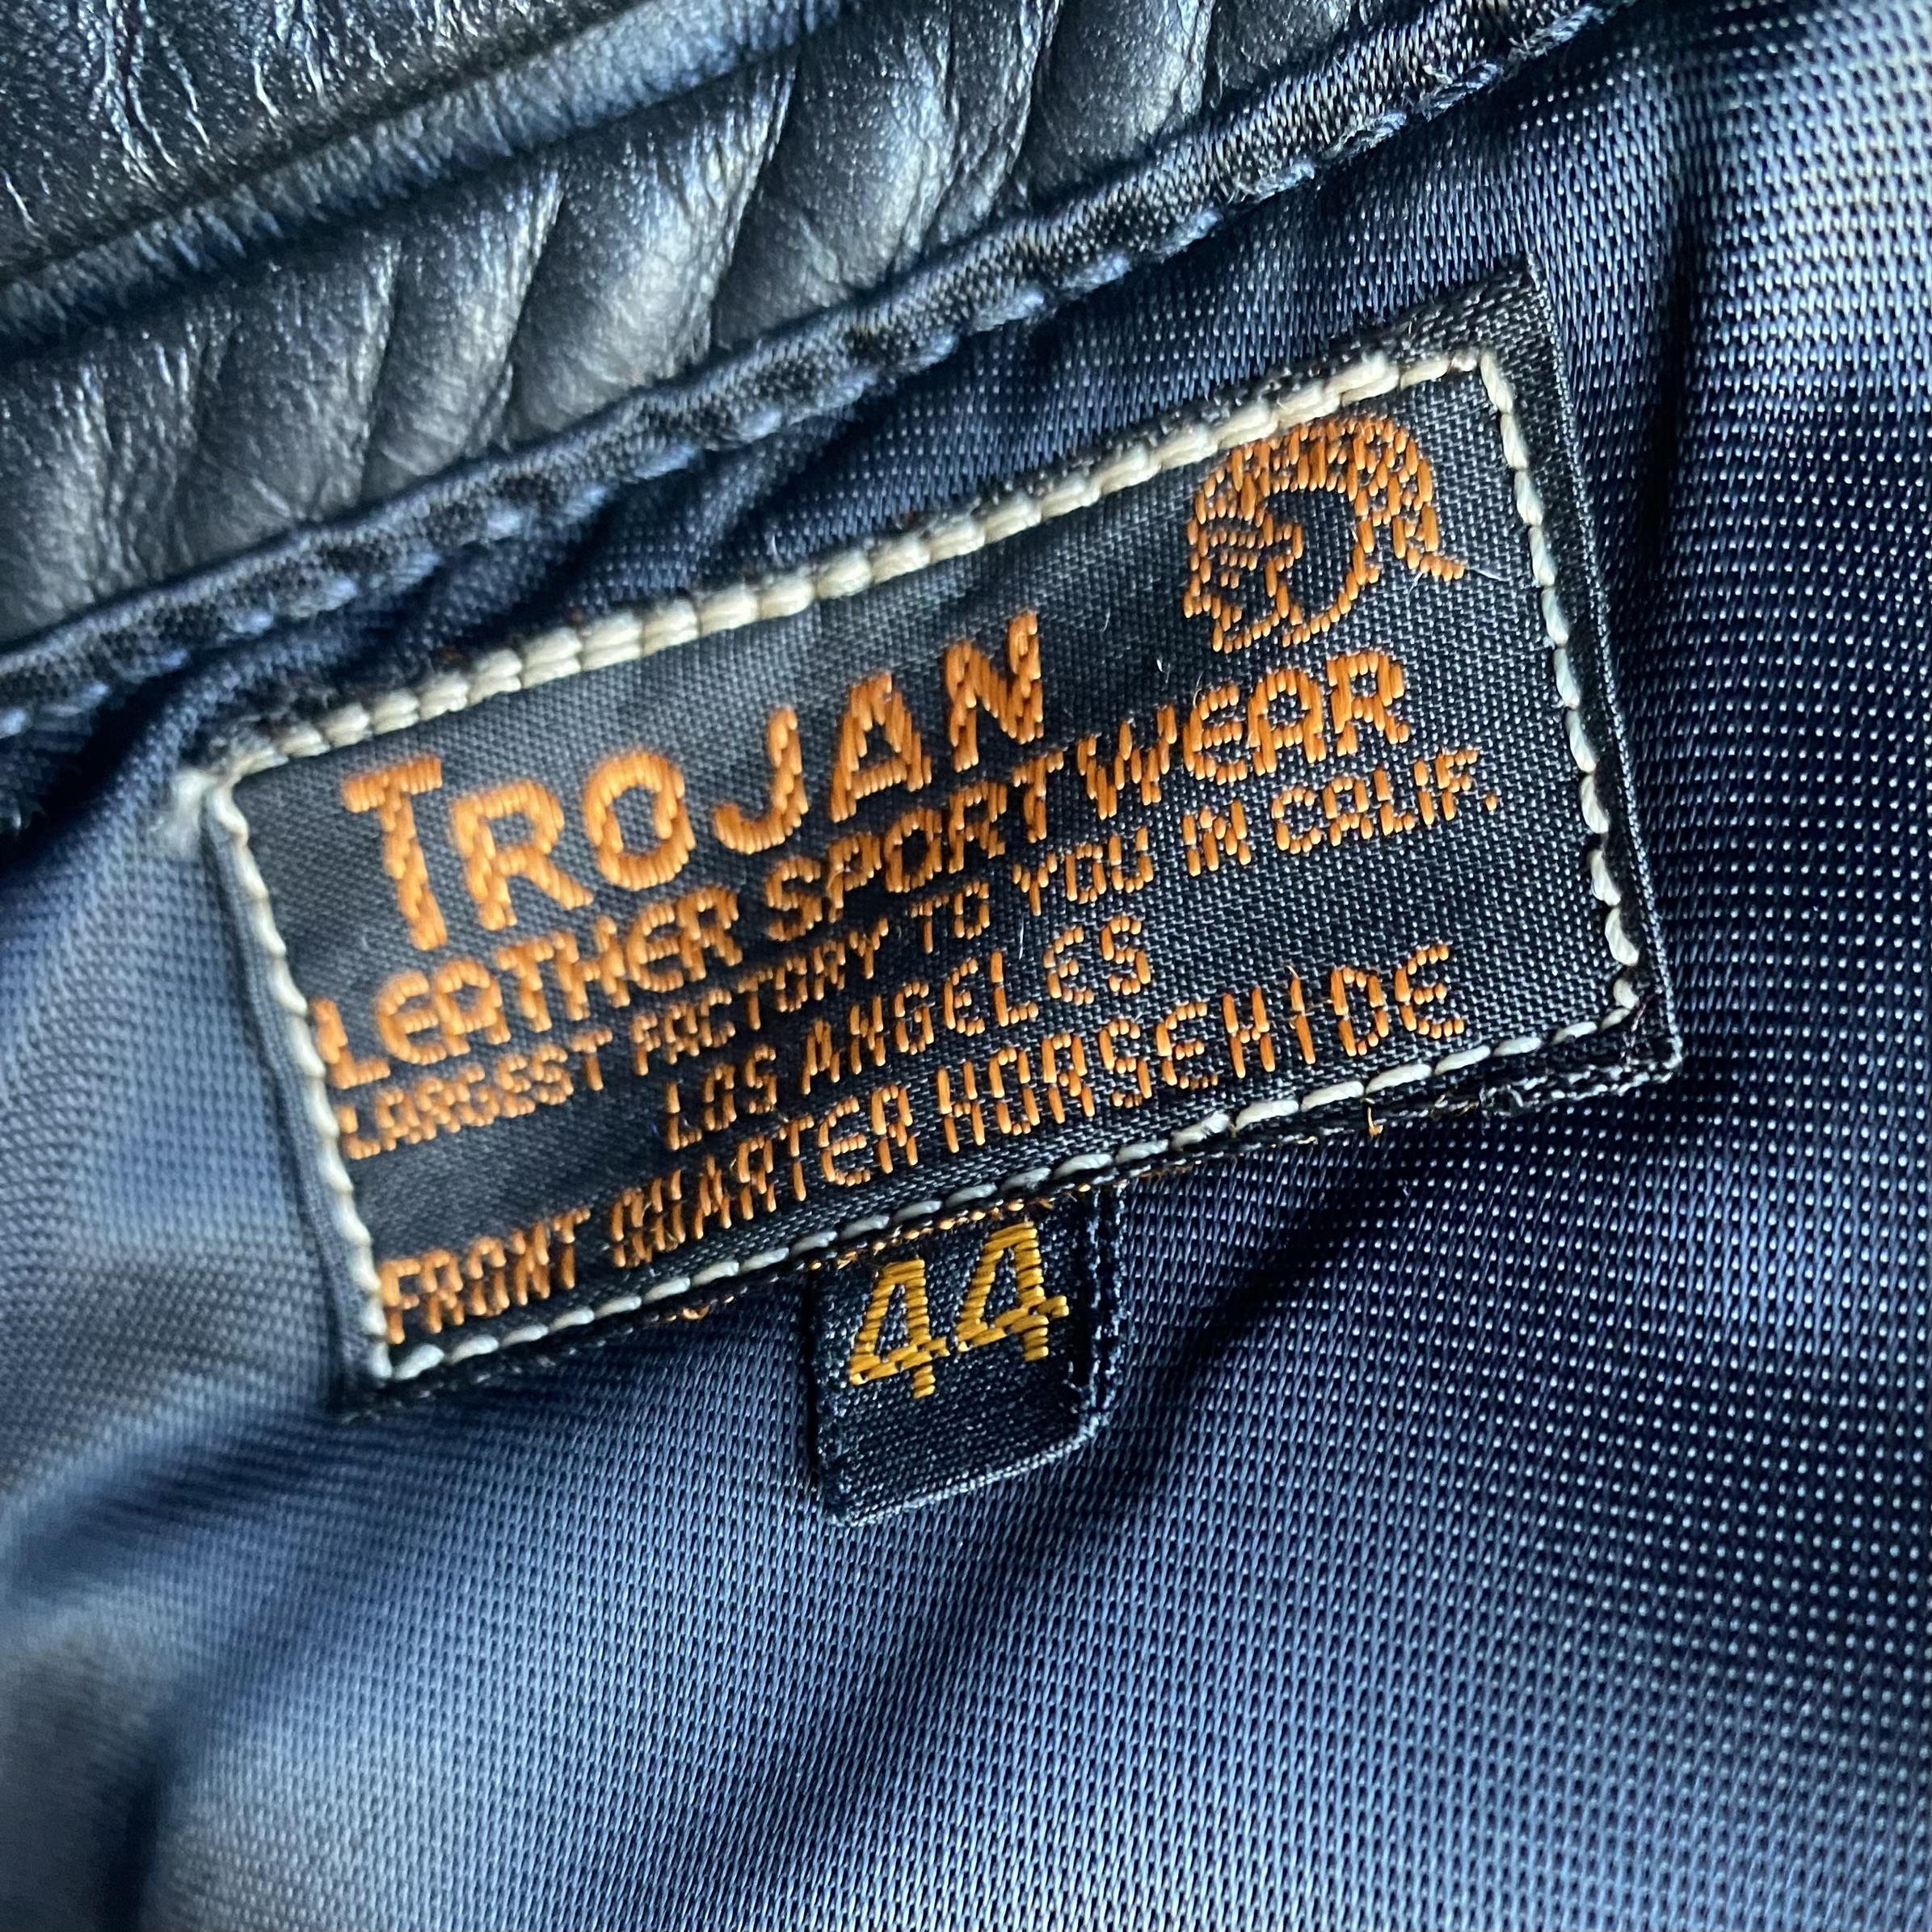 TROJAN
LEATHER SPORTWEAR
LARGEST FACTORY TO YOU IN CALIF.
LOS ANGELES
FRONT QUARTER HORSEHIDE
44